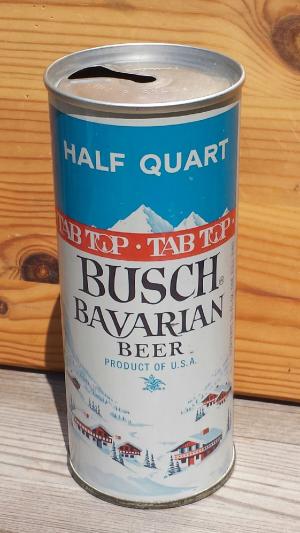 HALF QUART
TAB TOP • TAB TOP •
BUSCH®
BAVARIAN
BEER
PRODUCT OF U.S.A.